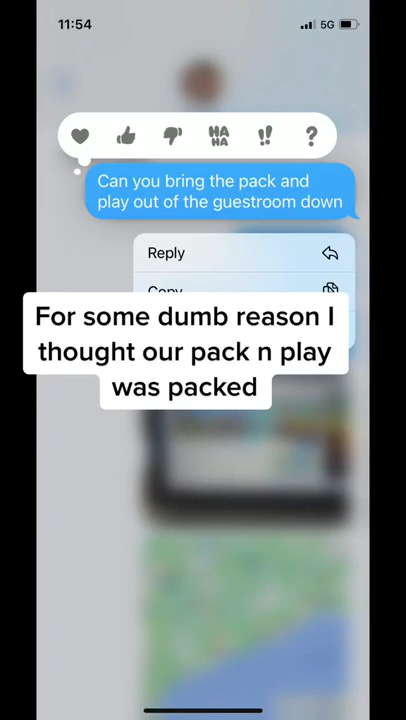 11:54
5G
HA
HA
!!
?
Can you bring the pack and
play out of the guestroom down
Reply
Copy
For some dumb reason I
thought our pack n play
was packed